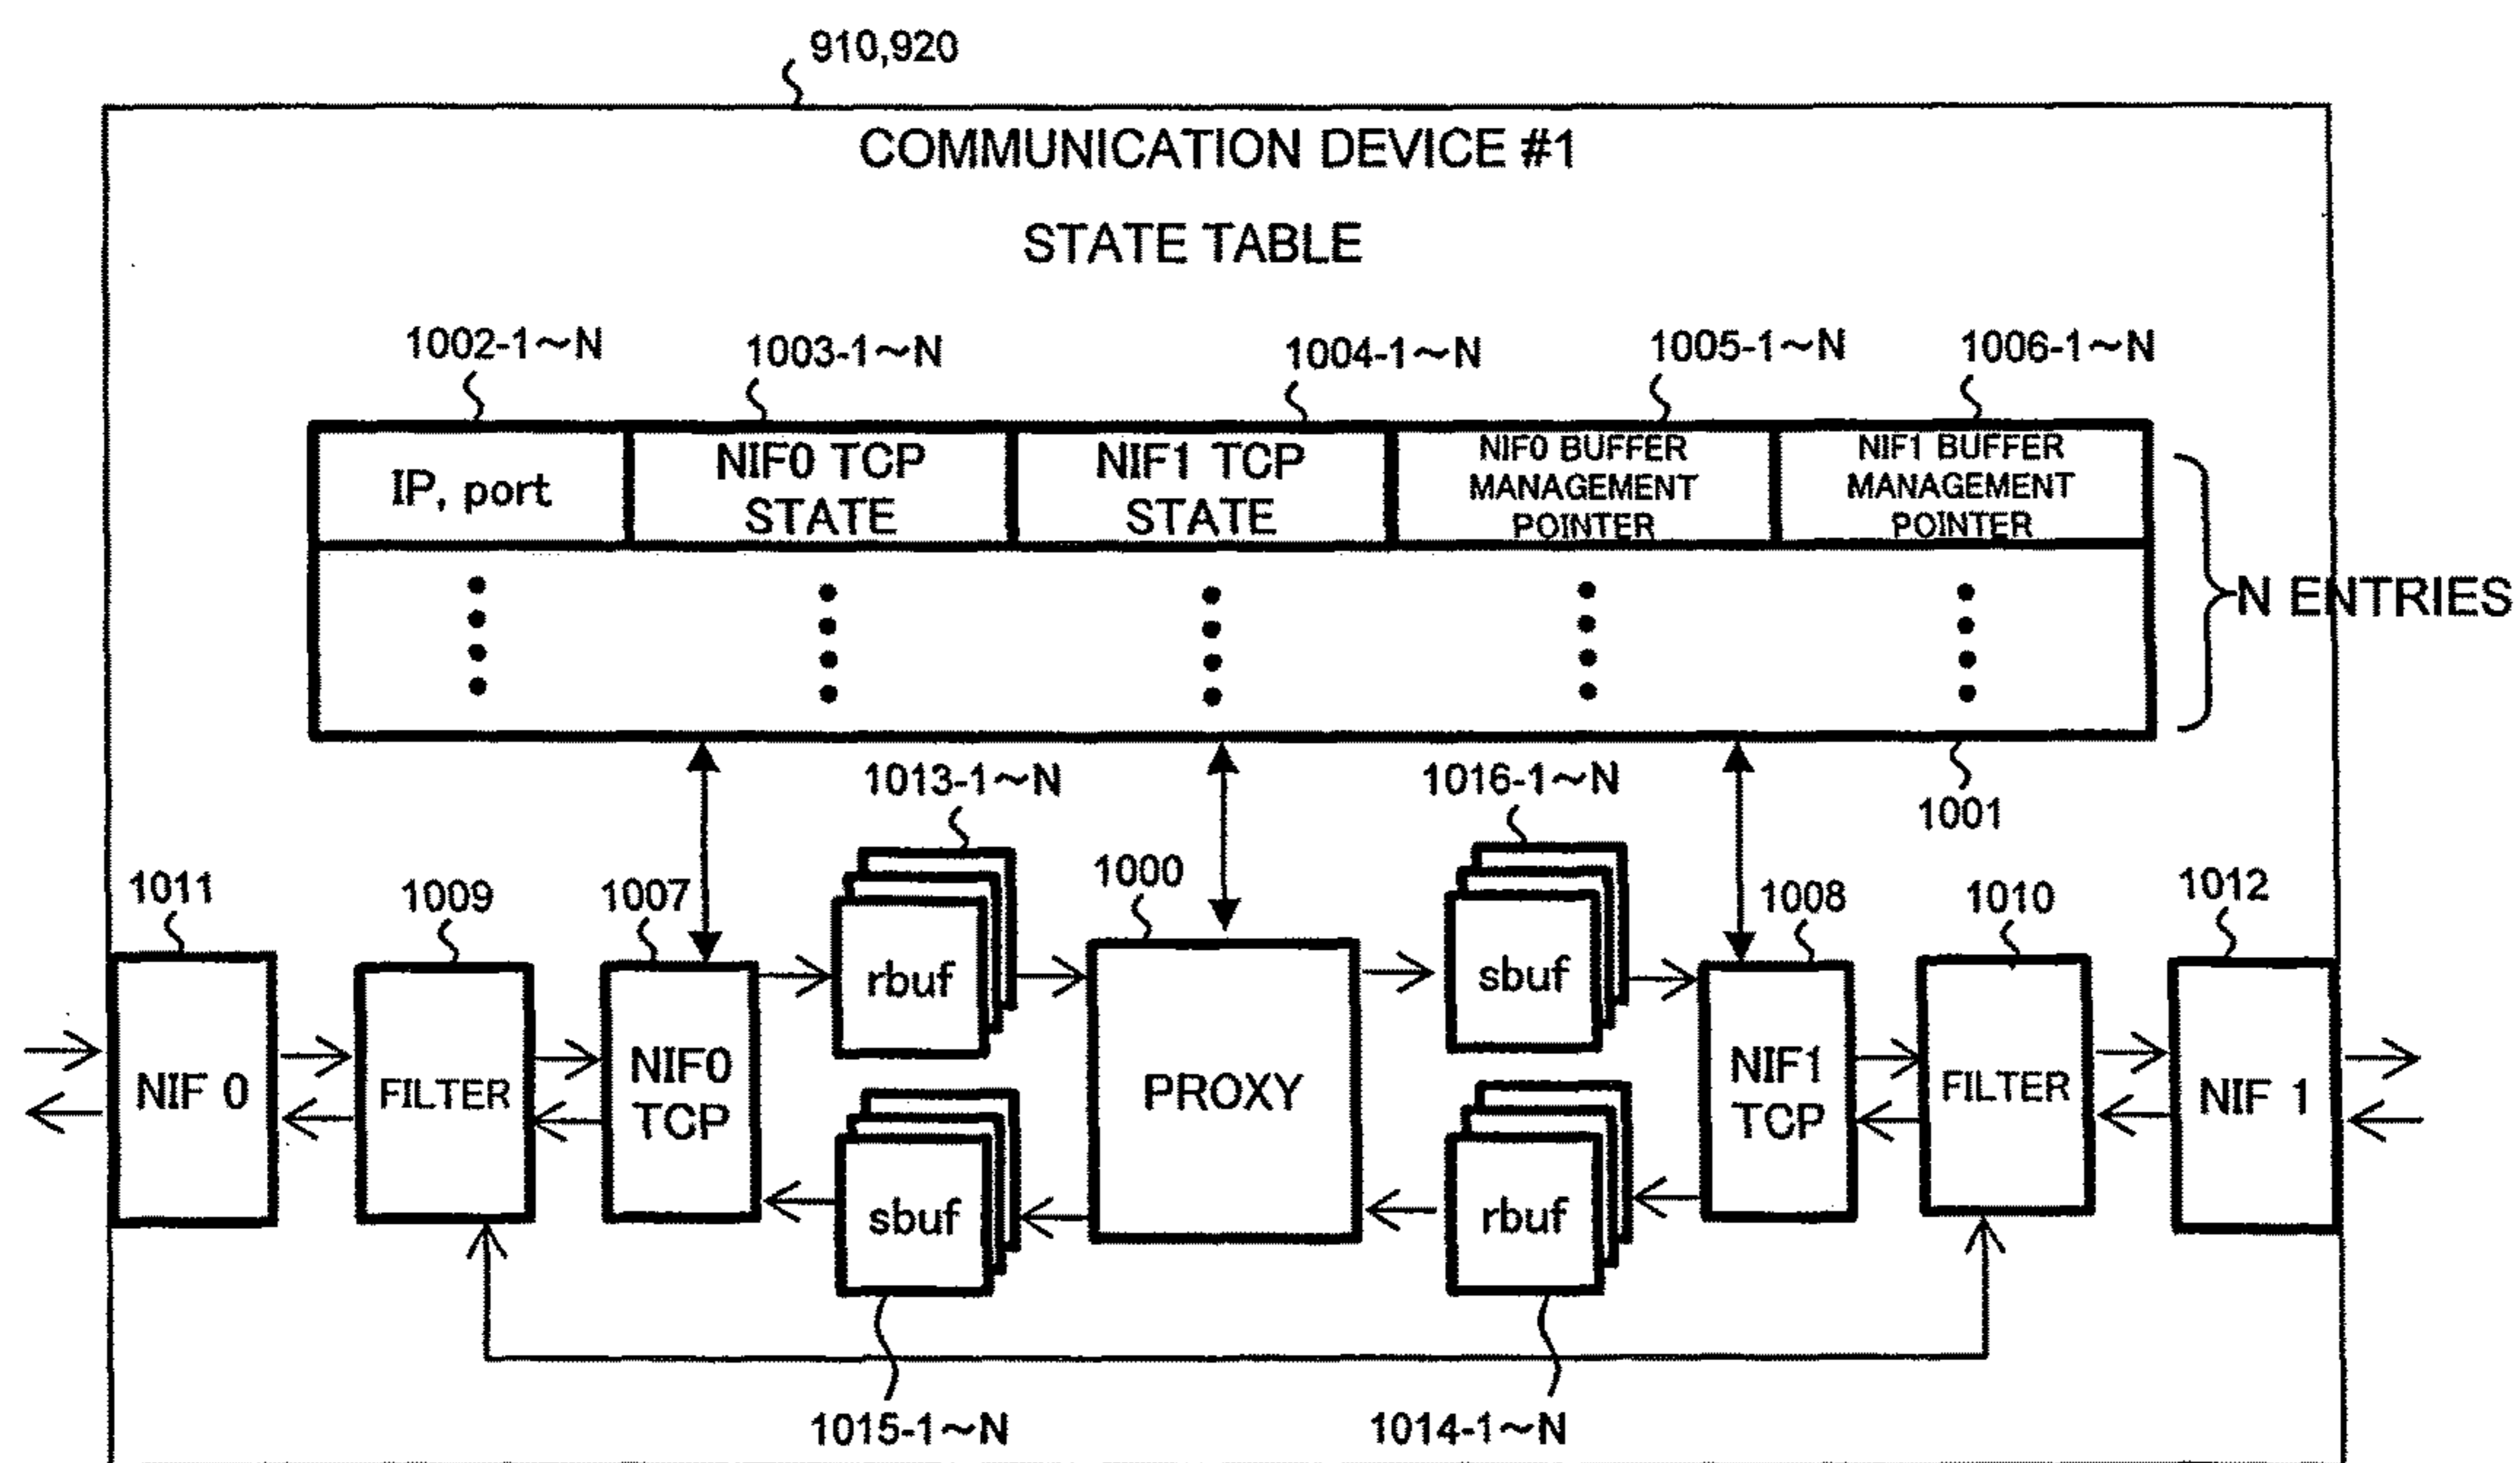 910,920
COMMUNICATION DEVICE #1
STATE TABLE
1002-1~N
1003-1~N
1004-1~N
1005-1~N
1006-1~N
IP, port
NIF0 TCP
STATE
NIF1 TCP
STATE
NIF0 BUFFER
MANAGEMENT
POINTER
NIF1 BUFFER
MANAGEMENT
POINTER
N ENTRIES
1001
1013-1~N
1016-1~N
1011
1009
1007
1000
1008
1010
1012
NIF 0
FILTER
NIF0
TCP
rbuf
PROXY
sbuf
NIF1
TCP
FILTER
NIF 1
sbuf
rbuf
1015-1~N
1014-1~N